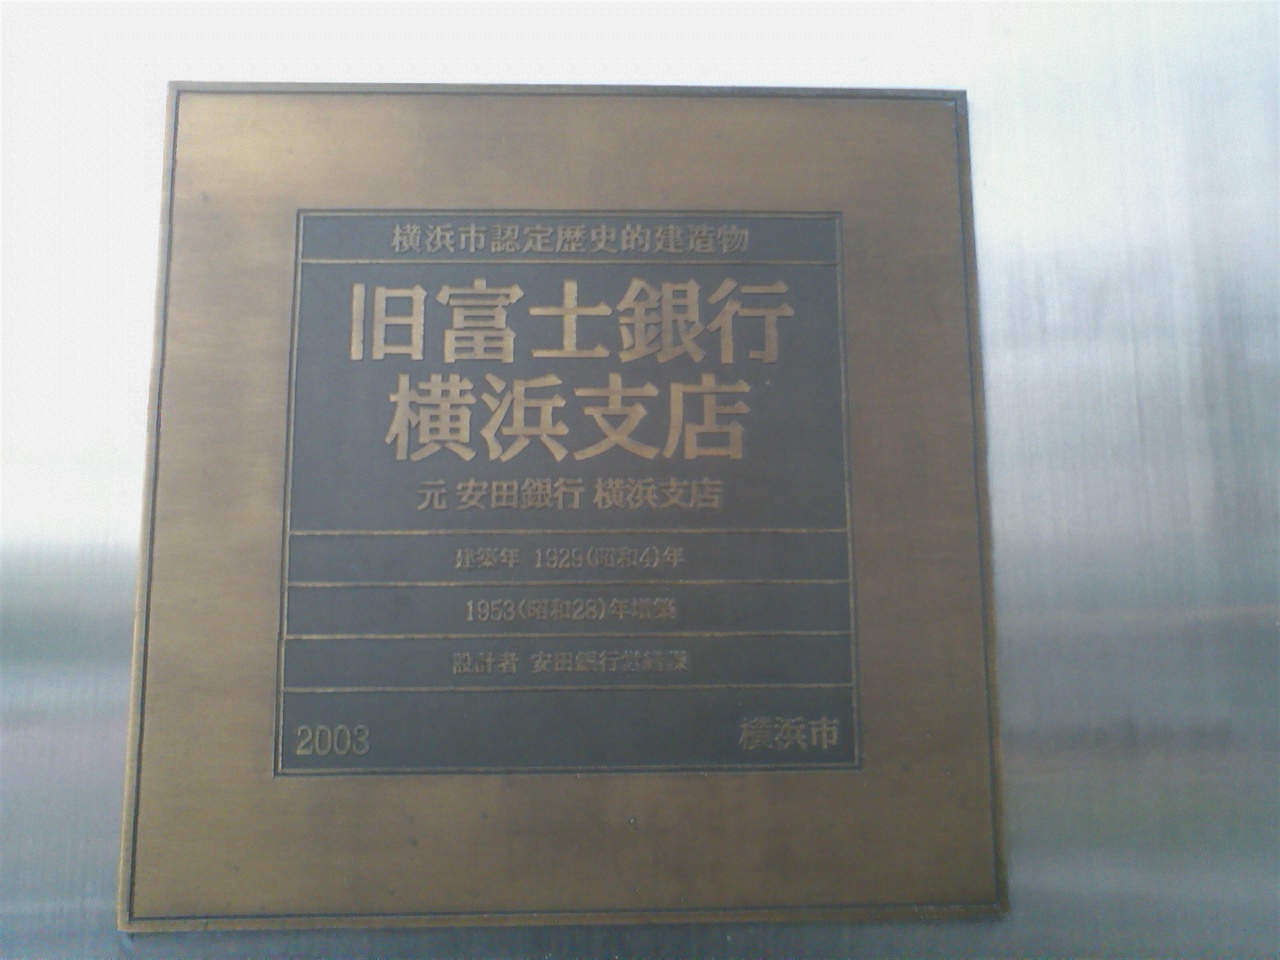 横浜市認定歴史的建造物
旧富士銀行
横浜支店
元 安田銀行 横浜支店
建築年 1929(昭和4)年
1953(昭和28)年増築
設計者 安田銀行営繕課
2003
横浜市